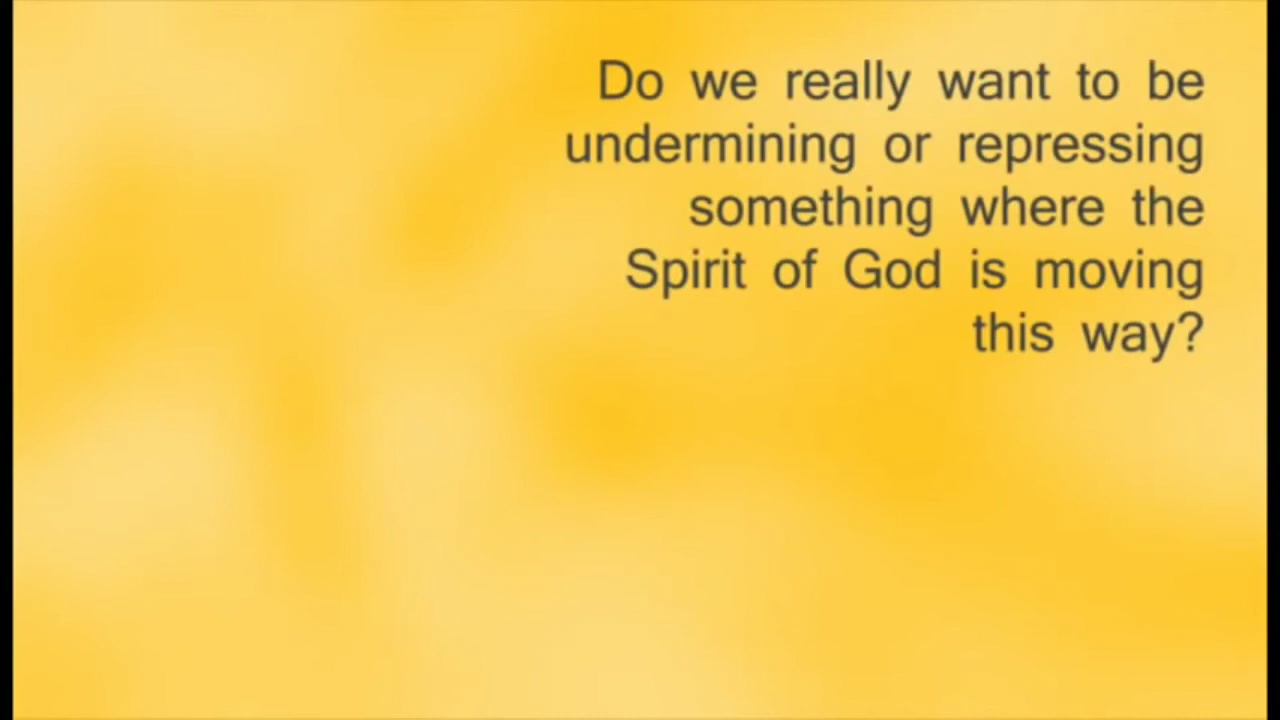 Do we really want to be
undermining or repressing
something where the
Spirit of God is moving
this way?